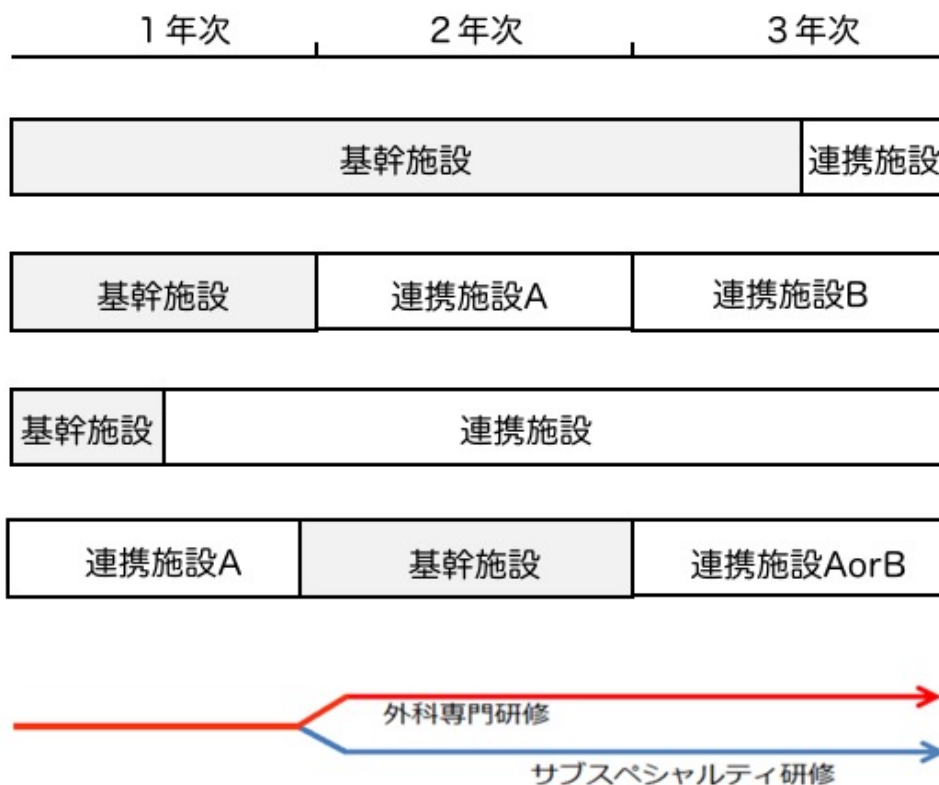 1年次 2年次 3年次
基幹施設 連携施設
基幹施設 連携施設A 連携施設B
基幹施設 連携施設
連携施設A 基幹施設 連携施設AorB
外科専門研修
サブスペシャルティ研修